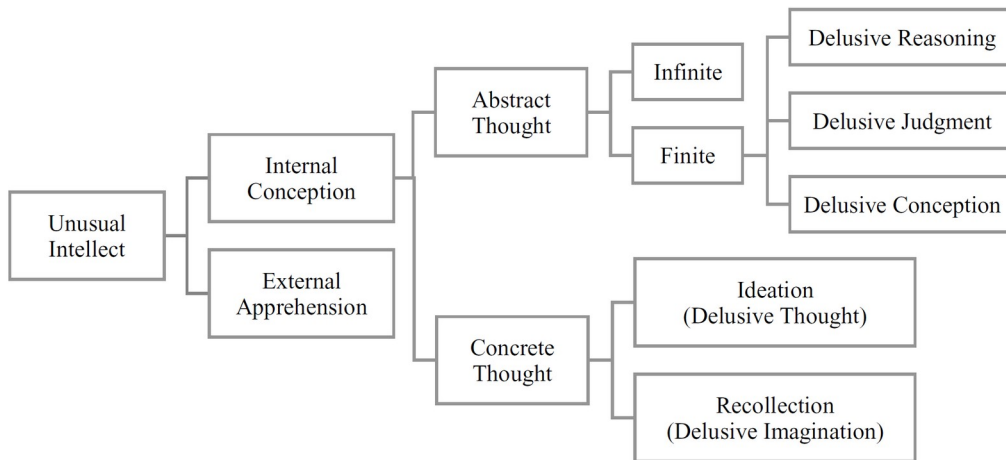 Unusual
Intellect
Internal
Conception
External
Apprehension
Abstract
Thought
Concrete
Thought
Infinite
Finite
Delusive Reasoning
Delusive Judgment
Delusive Conception
Ideation
(Delusive Thought)
Recollection
(Delusive Imagination)